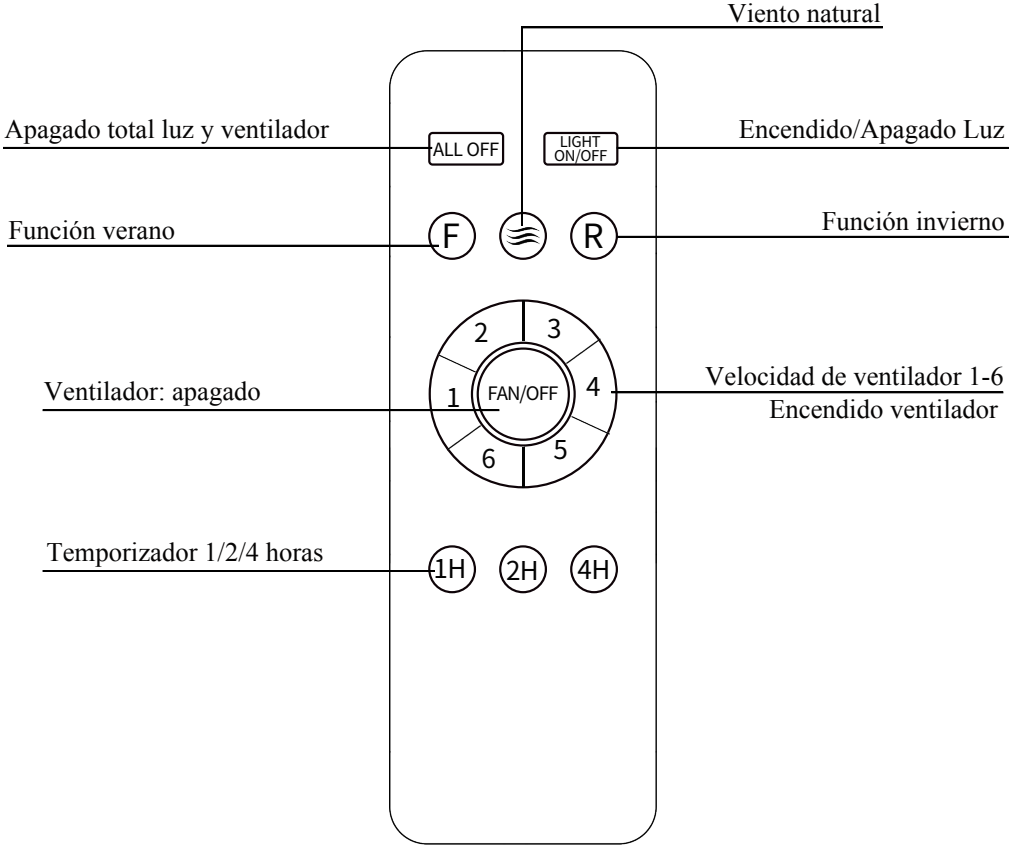 Viento natural
Apagado total luz y ventilador
ALL OFF
LIGHT
ON/OFF
Encendido/Apagado Luz
Función verano
F
R
Función invierno
2
3
Ventilador: apagado
1
FAN/OFF
4
Velocidad de ventilador 1-6
Encendido ventilador
6
5
Temporizador 1/2/4 horas
1H
2H
4H